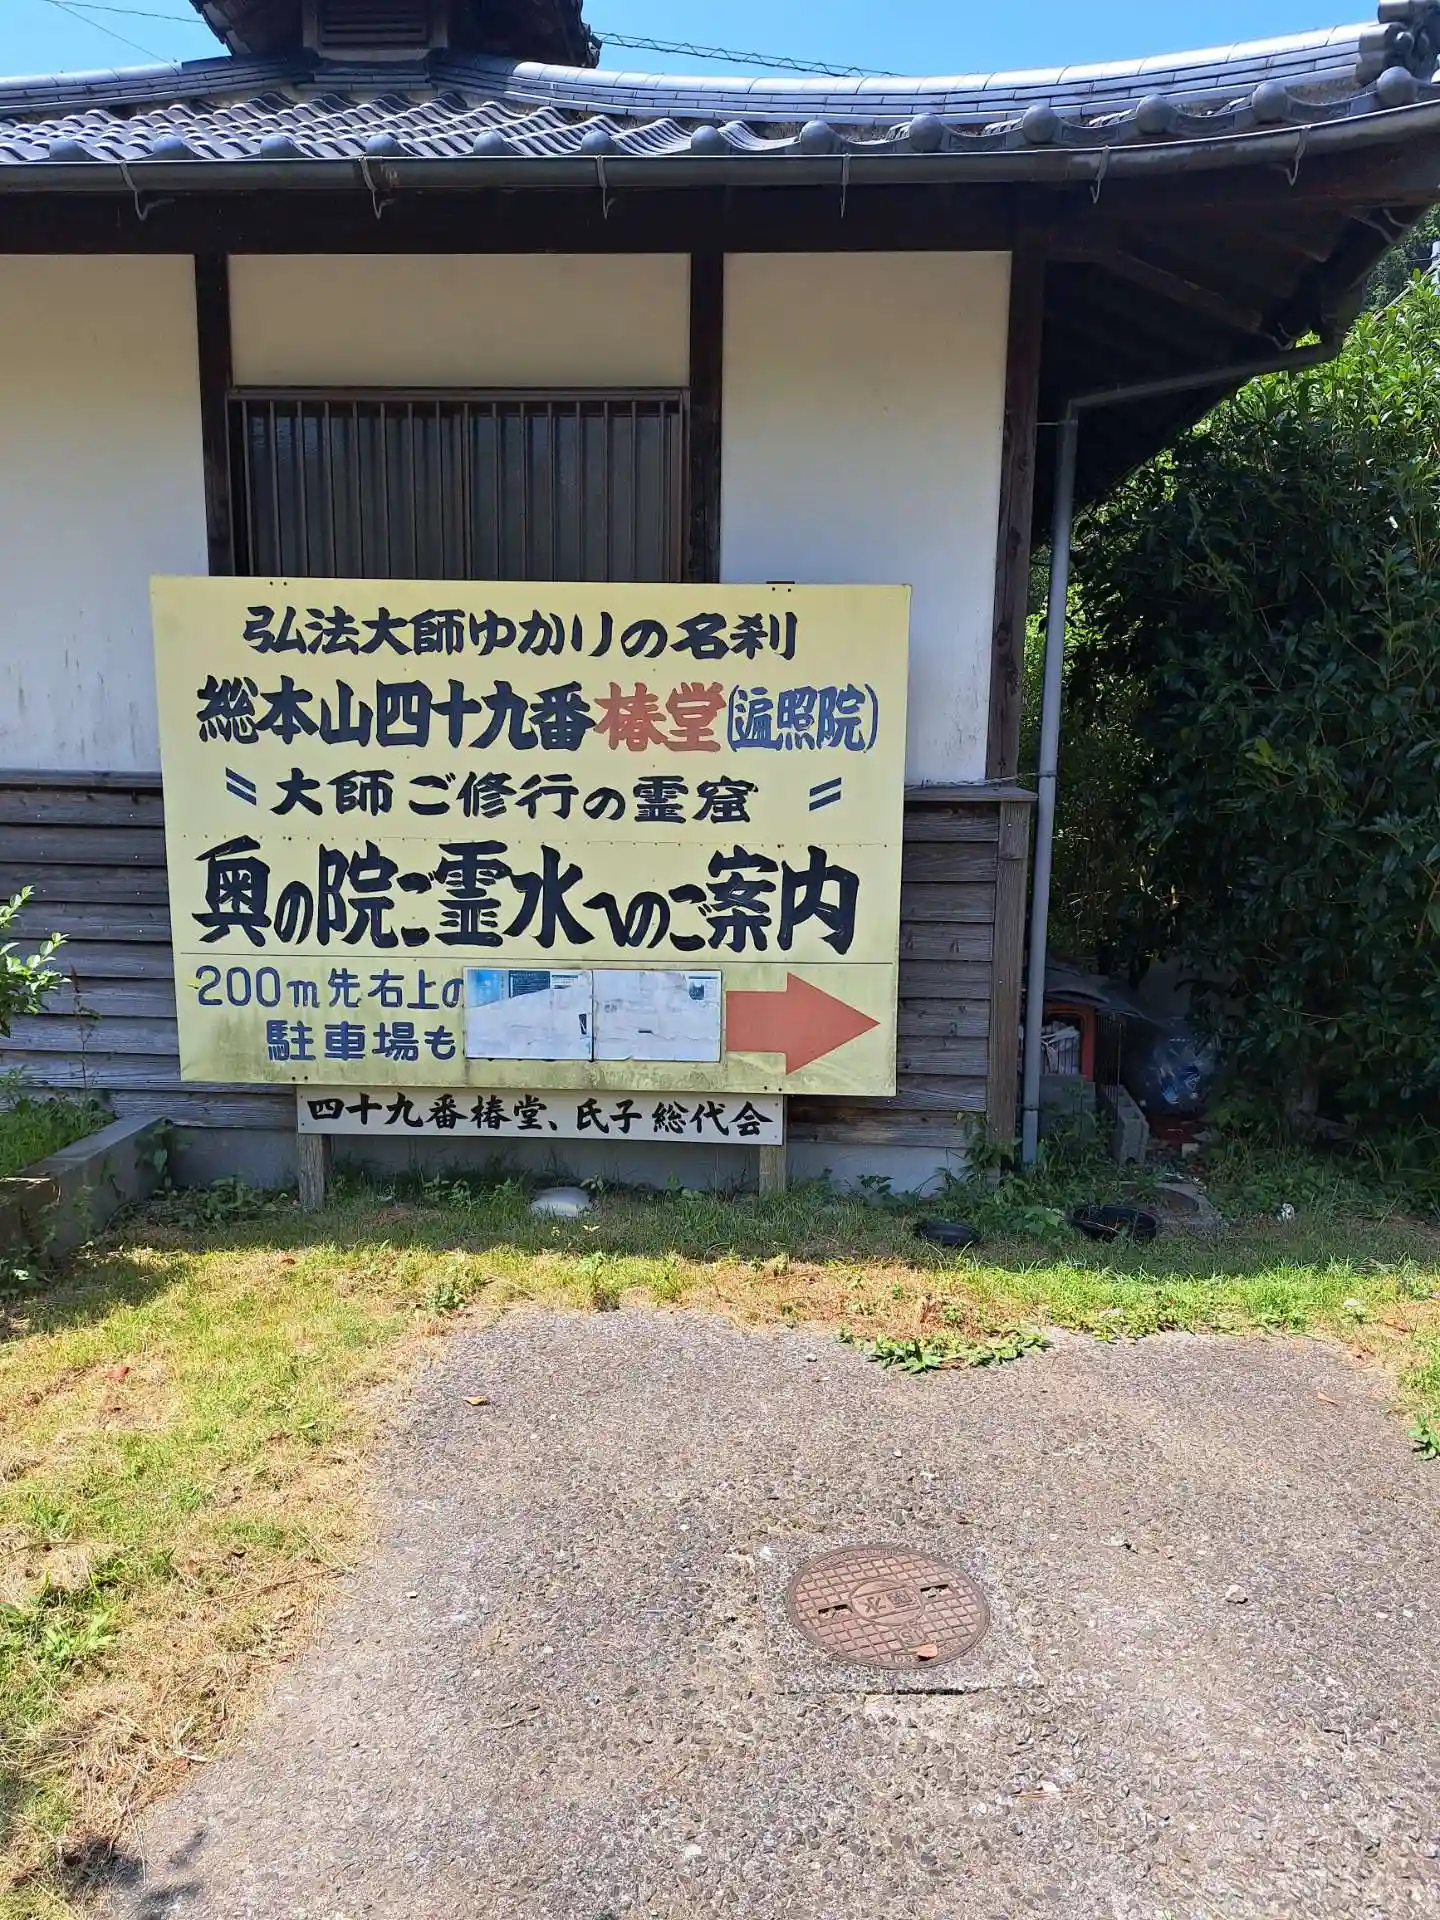 弘法大師ゆかりの名刹
総本山四十九番椿堂(遍照院)
〃大師ご修行の霊窟〃
奥の院ご霊水へのご案内
200m先右上の
駐車場も
四十九番椿堂、氏子総代会